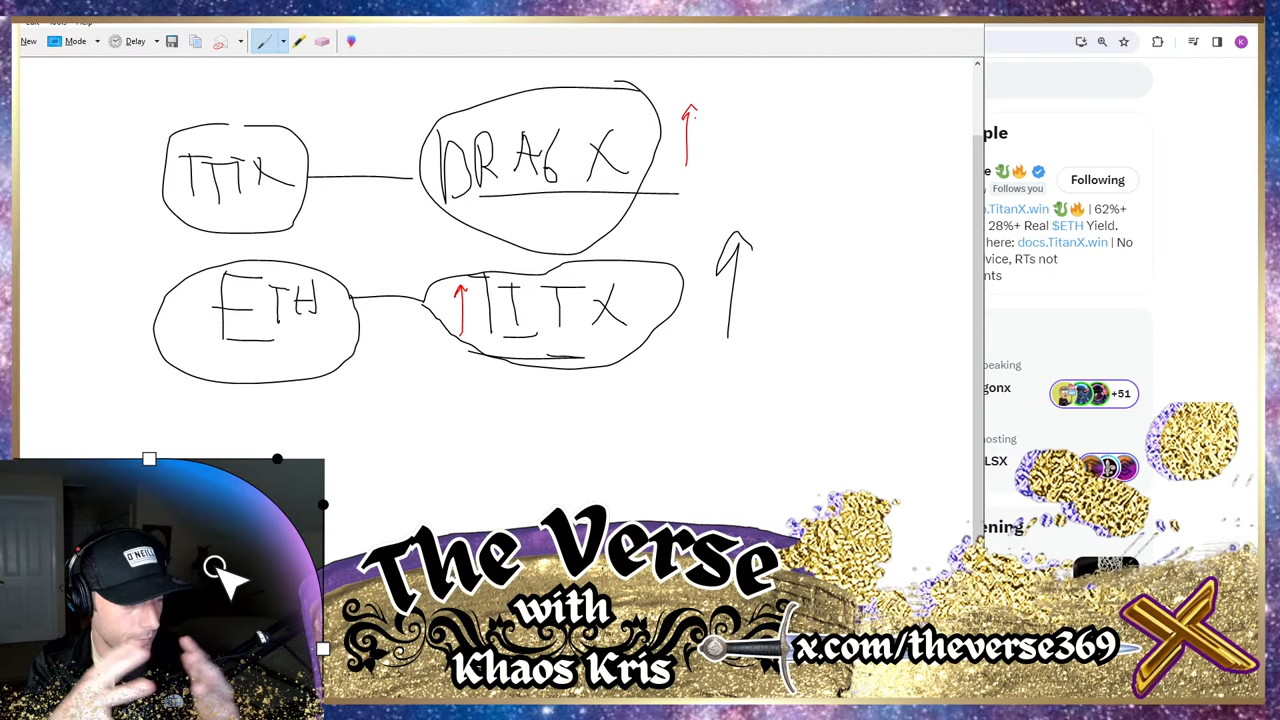 New Mode Delay
TITX
DRAG X
ETH
TITX
ple
e
Follows you
Following
.TitanX.win | 62%+
28%+ Real $ETH Yield.
here: docs.TitanX.win | No
vice, RTs not
nts
peaking
gonx
+51
osting
LSX
ening
K
O'NEILL
The Verse
with
Khaos Kris
x.com/theverse369
X